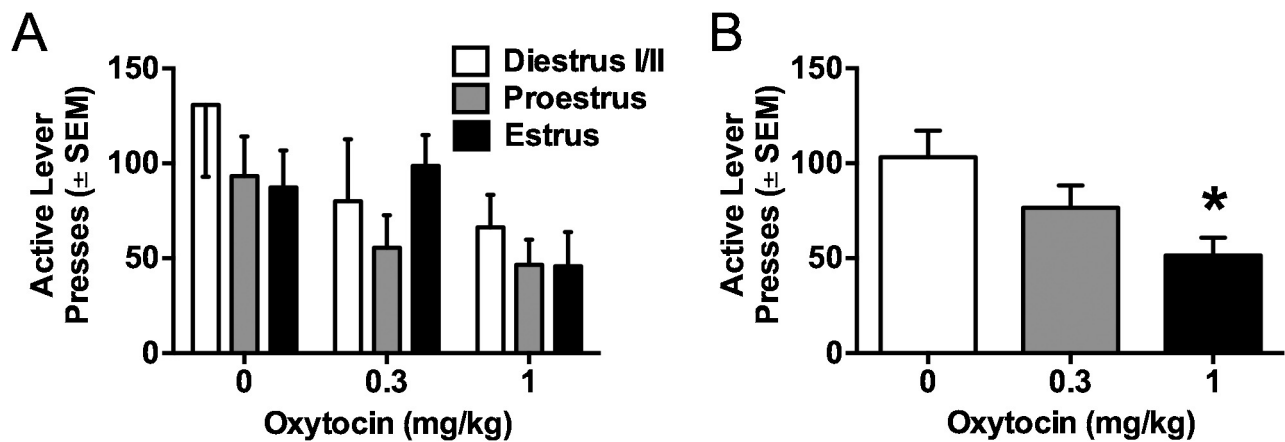 A
Active Lever
Presses (± SEM)
150
100
50
0
Diestrus I/II
Proestrus
Estrus
0 0.3 1
Oxytocin (mg/kg)
B
Active Lever
Presses (± SEM)
150
100
50
0
*
0 0.3 1
Oxytocin (mg/kg)